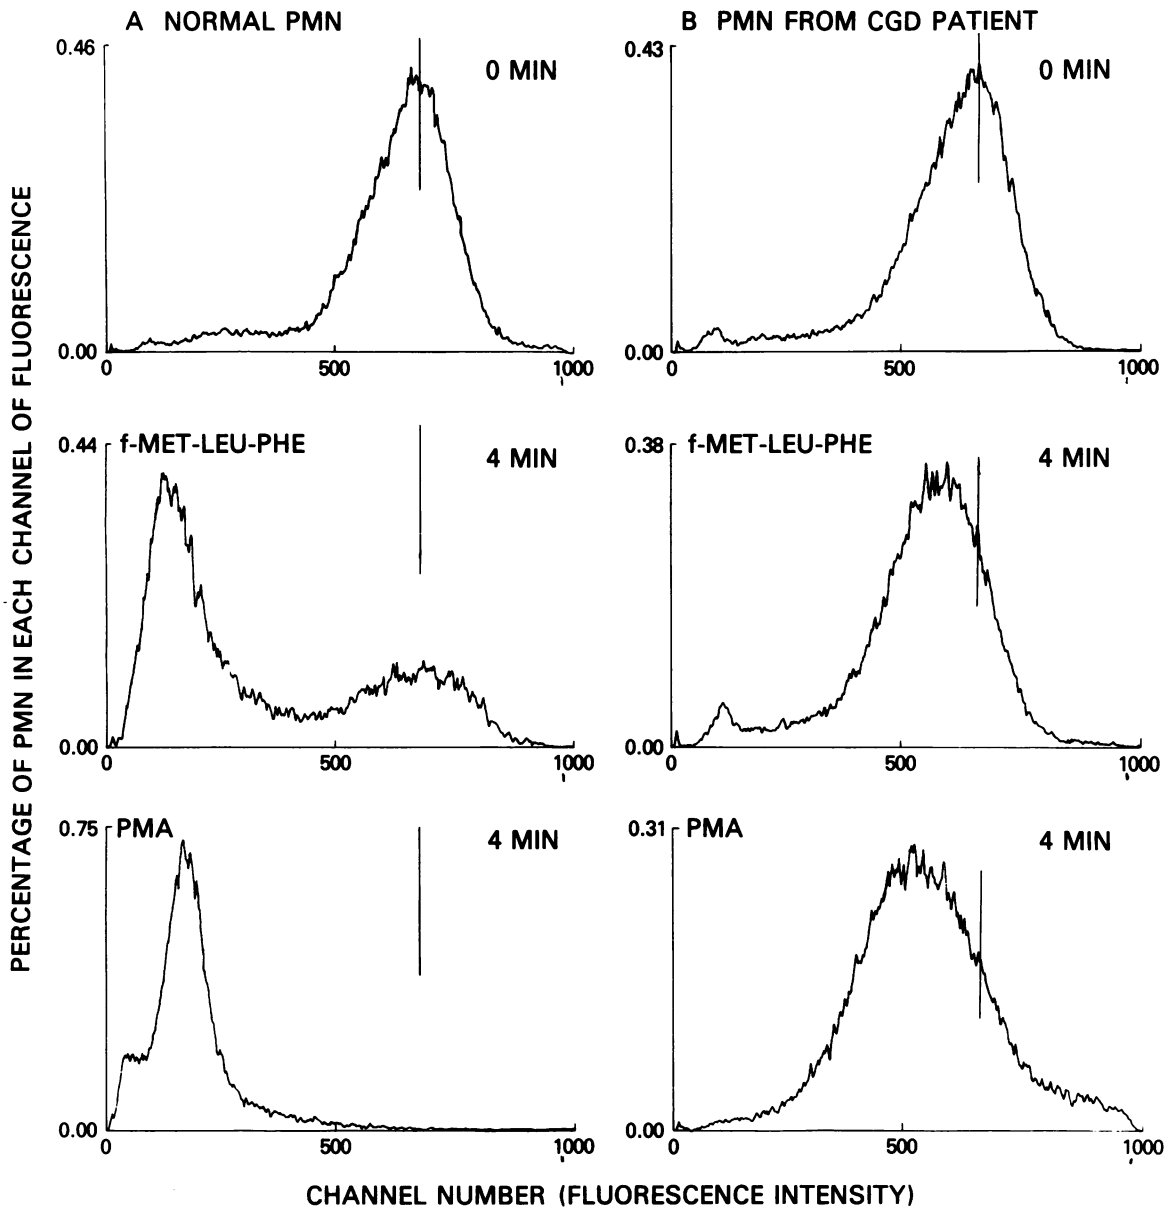 A NORMAL PMN
B PMN FROM CGD PATIENT
PERCENTAGE OF PMN IN EACH CHANNEL OF FLUORESCENCE
0.46
0 MIN
0.00
0 500 1000
0.43
0 MIN
0.00
0 500 1000
0.44
f-MET-LEU-PHE
4 MIN
0.00
0 500 1000
0.38
f-MET-LEU-PHE
4 MIN
0.00
0 500 1000
0.75
PMA
4 MIN
0.00
0 500 1000
0.31
PMA
4 MIN
0.00
0 500 1000
CHANNEL NUMBER (FLUORESCENCE INTENSITY)